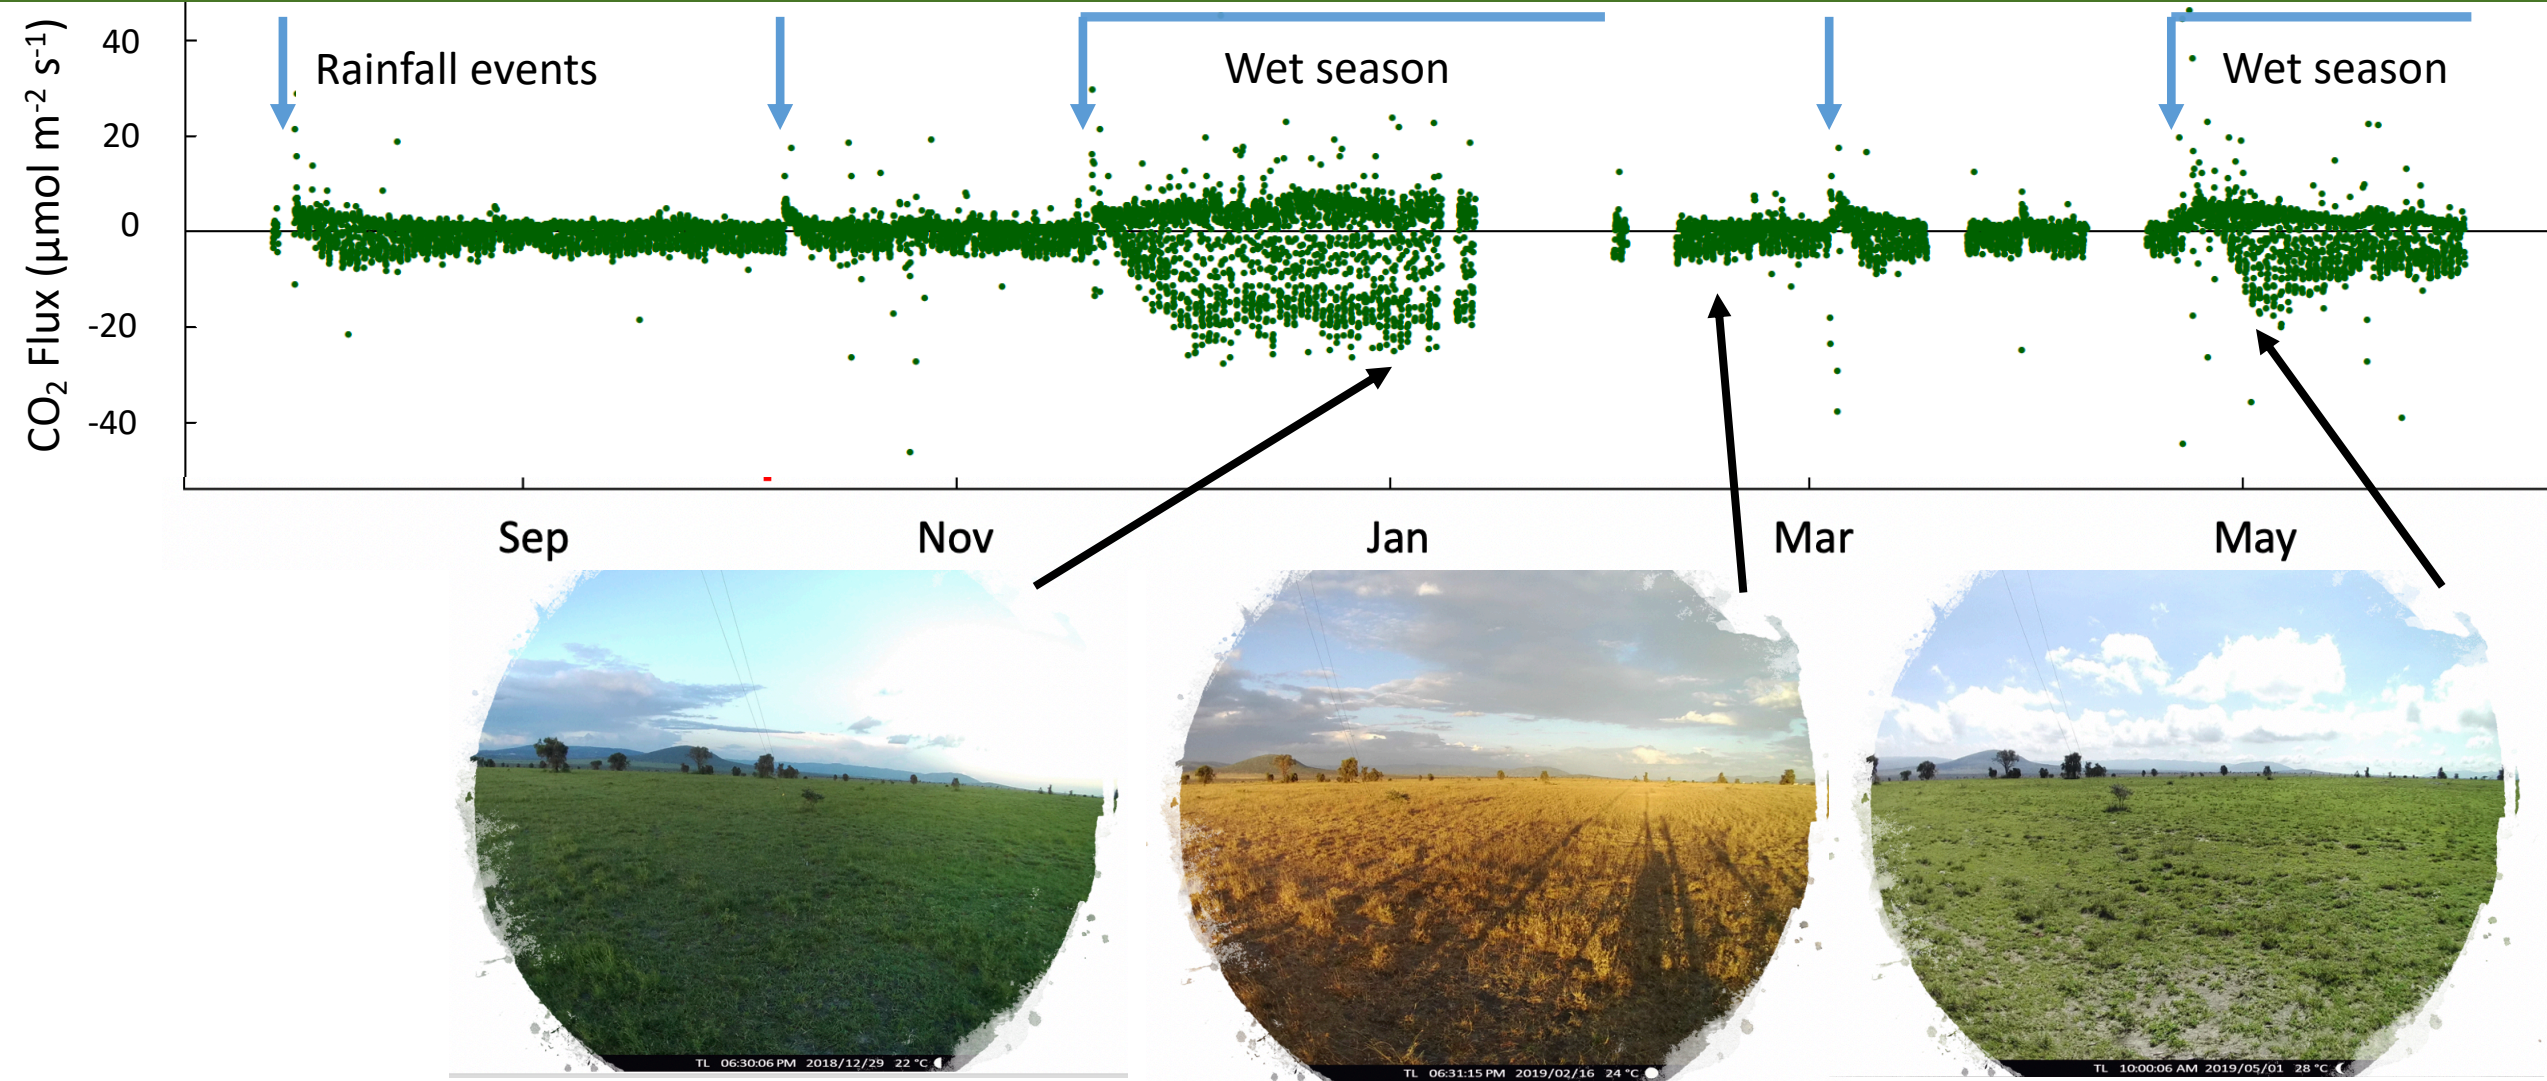 CO2 Flux (µmol m-2 s-1)
40
20
0
-20
-40
Rainfall events
Wet season
Wet season
Sep
Nov
Jan
Mar
May
TL 06:30:06 PM 2018/12/29 22 °C
TL 06:31:15 PM 2019/02/16 24 °C
TL 10:00:06 AM 2019/05/01 28 °C